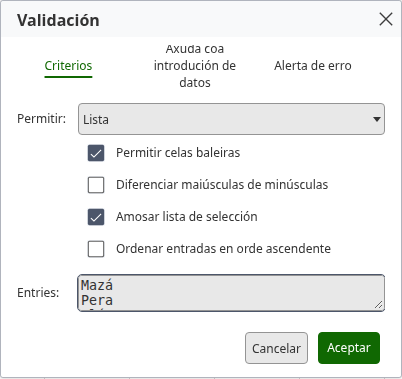 Validación
Criterios
Axuda coa
introdución de
datos
Alerta de erro
Permitir:
Lista
Permitir celas baleiras
Diferenciar maiúsculas de minúsculas
Amosar lista de selección
Ordenar entradas en orde ascendente
Entries:
Mazá
Pera
Cancelar
Aceptar